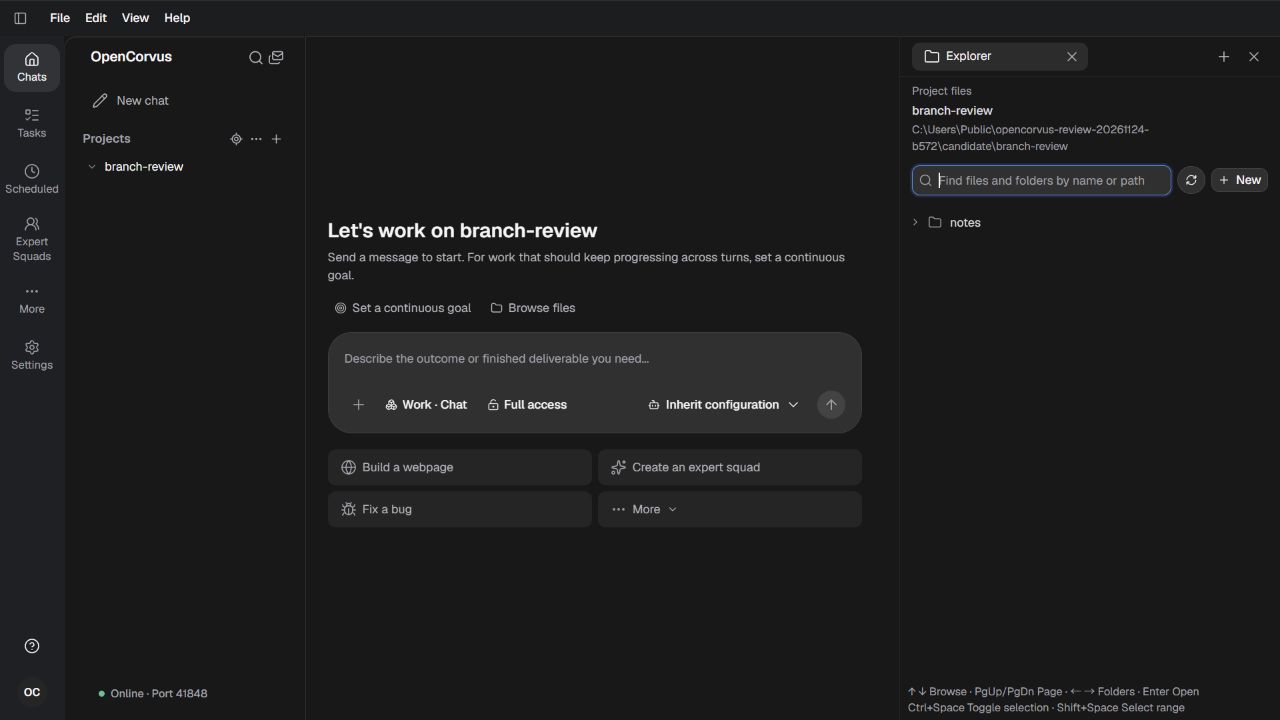 File Edit View Help
Chats
Tasks
Scheduled
Expert
Squads
More
Settings
OC
OpenCorvus
New chat
Projects
branch-review
Online · Port 41848
Let's work on branch-review
Send a message to start. For work that should keep progressing across turns, set a continuous
goal.
Set a continuous goal Browse files
Describe the outcome or finished deliverable you need...
Work · Chat Full access Inherit configuration
Build a webpage Create an expert squad
Fix a bug More
Explorer
Project files
branch-review
C:\Users\Public\opencorvus-review-20261124-
b572\candidate\branch-review
Find files and folders by name or path New
notes
↑↓ Browse · PgUp/PgDn Page · ←→ Folders · Enter Open
Ctrl+Space Toggle selection · Shift+Space Select range